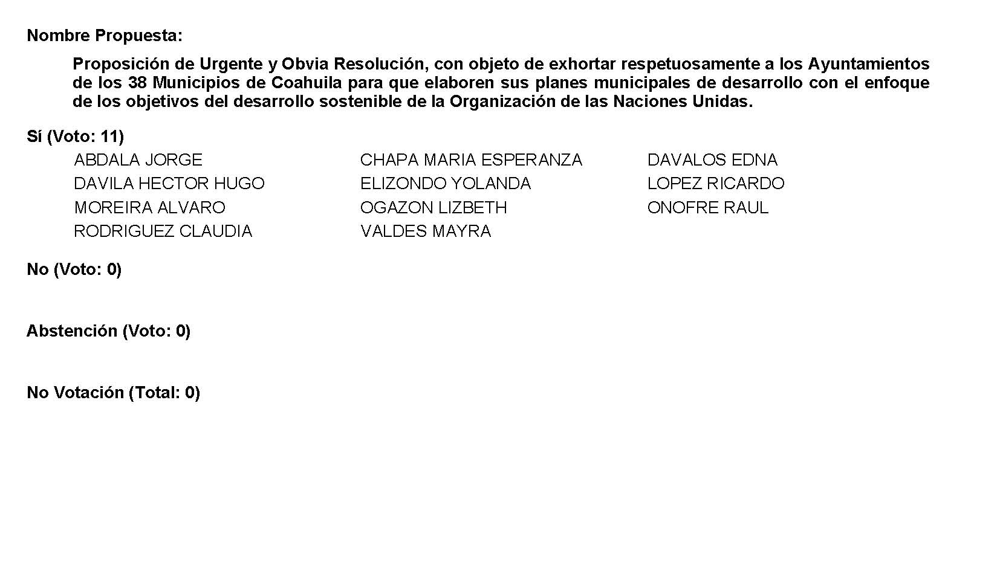 Nombre Propuesta:
Proposición de Urgente y Obvia Resolución, con objeto de exhortar respetuosamente a los Ayuntamientos
de los 38 Municipios de Coahuila para que elaboren sus planes municipales de desarrollo con el enfoque
de los objetivos del desarrollo sostenible de la Organización de las Naciones Unidas.
Sí (Voto: 11)
ABDALA JORGE CHAPA MARIA ESPERANZA DAVALOS EDNA
DAVILA HECTOR HUGO ELIZONDO YOLANDA LOPEZ RICARDO
MOREIRA ALVARO OGAZON LIZBETH ONOFRE RAUL
RODRIGUEZ CLAUDIA VALDES MAYRA
No (Voto: 0)
Abstención (Voto: 0)
No Votación (Total: 0)